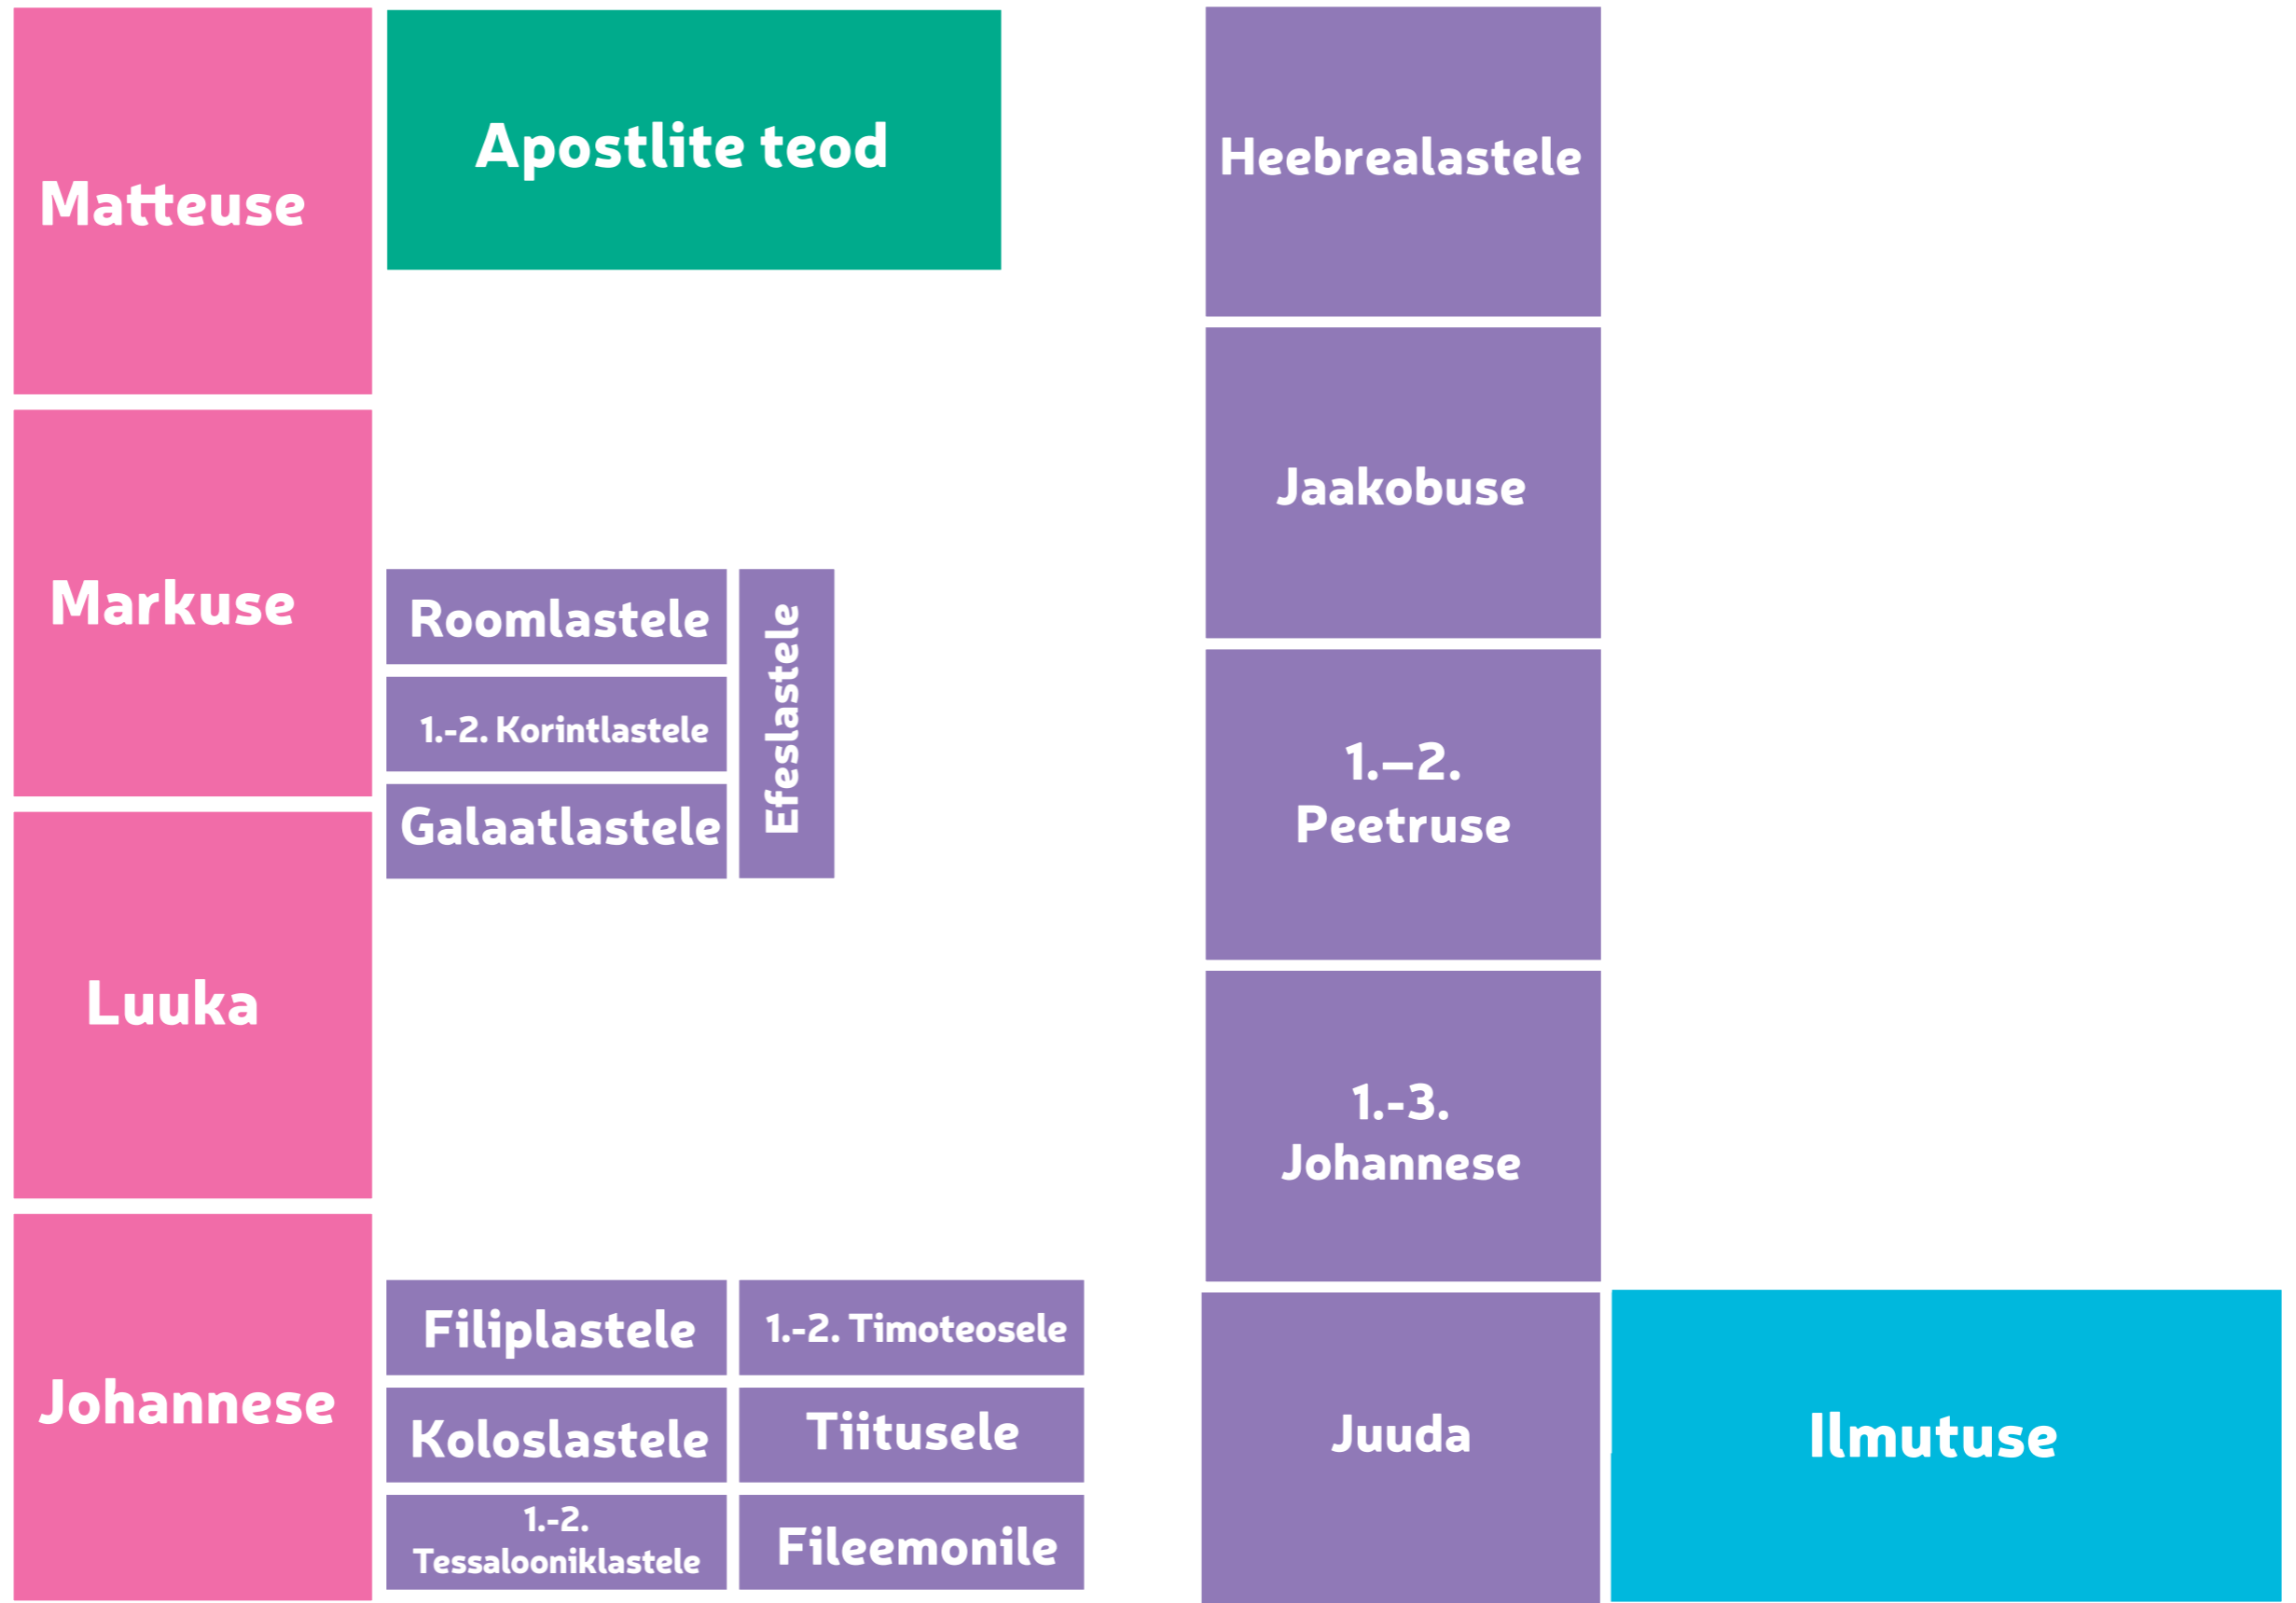 Matteuse
Markuse
Luuka
Johannese
Apostlite teod
Roomlastele
1.-2. Korintlastele
Galaatlastele
Efeslastele
Filiplastele
Koloslastele
1.-2.
Tessalooniklastele
1.-2. Timoteosele
Tiitusele
Fileemonile
Heebrealastele
Jaakobuse
1.–2.
Peetruse
1.-3.
Johannese
Juuda
Ilmutuse